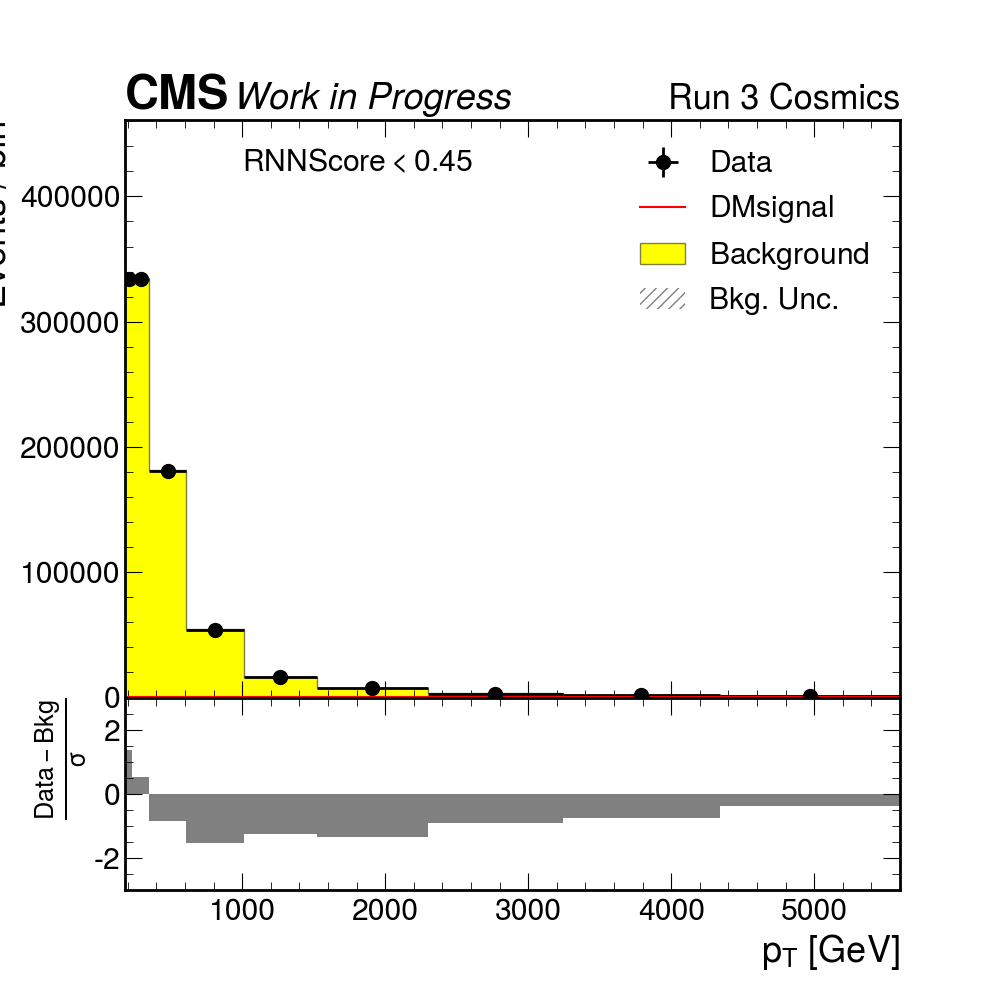 CMS Work in Progress
Run 3 Cosmics
RNNScore < 0.45
Data
DMsignal
Background
Bkg. Unc.
400000
300000
200000
100000
0
Data – Bkg
σ
2
0
-2
1000 2000 3000 4000 5000
pT [GeV]